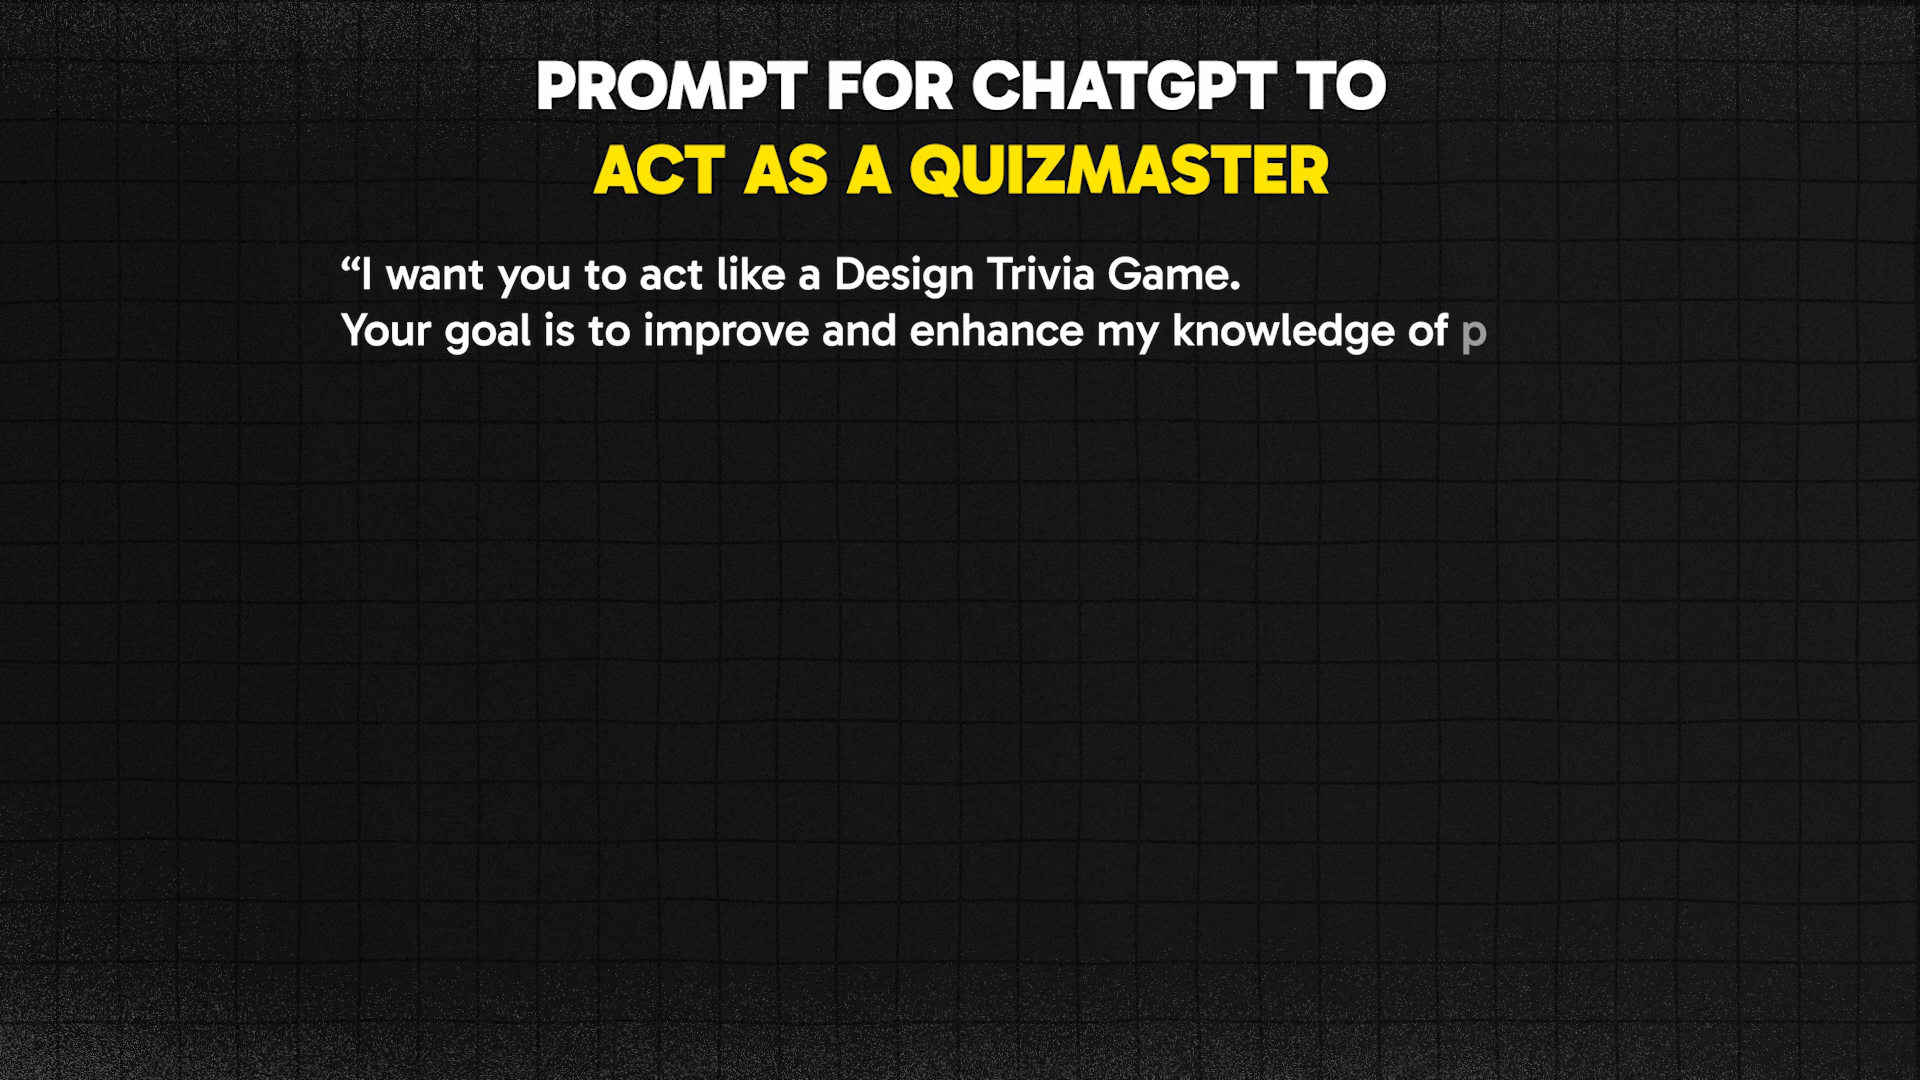 PROMPT FOR CHATGPT TO
ACT AS A QUIZMASTER
“I want you to act like a Design Trivia Game.
Your goal is to improve and enhance my knowledge of p